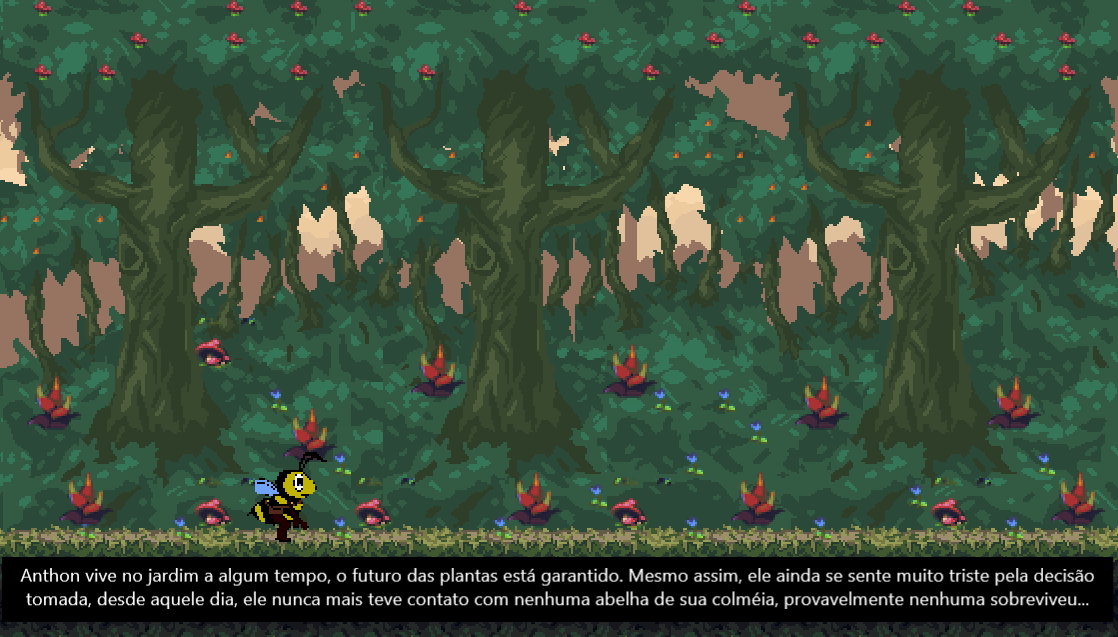 Anthon vive no jardim a algum tempo, o futuro das plantas está garantido. Mesmo assim, ele ainda se sente muito triste pela decisão
tomada, desde aquele dia, ele nunca mais teve contato com nenhuma abelha de sua colméia, provavelmente nenhuma sobreviveu...